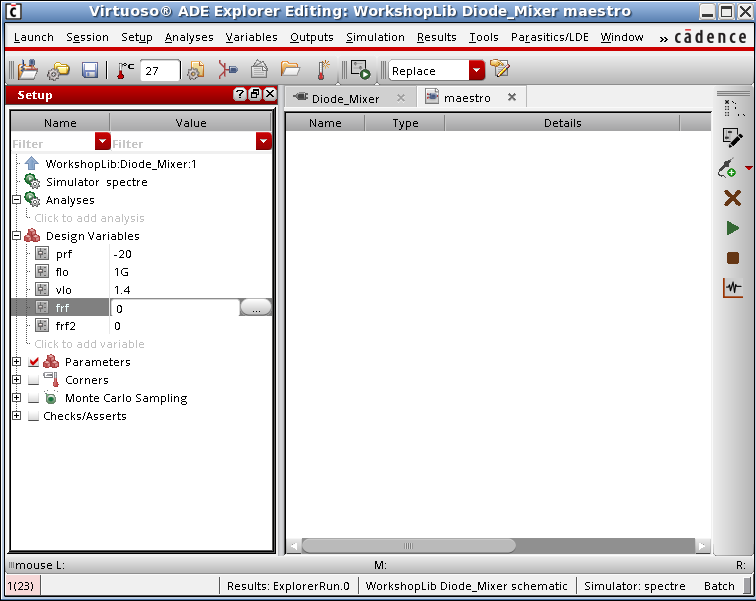 Virtuoso® ADE Explorer Editing: WorkshopLib Diode_Mixer maestro
Launch Session Setup Analyses Variables Outputs Simulation Results Tools Parasitics/LDE Window » cādence
27 Replace
Setup
Diode_Mixer
maestro
Name Value
Name Type Details
Filter Filter
WorkshopLib:Diode_Mixer:1
Simulator spectre
Analyses
Click to add analysis
Design Variables
prf -20
flo 1G
vlo 1.4
frf 0 ...
frf2 0
Click to add variable
Parameters
Corners
Monte Carlo Sampling
Checks/Asserts
mouse L: M: R:
1(23) Results: ExplorerRun.0 WorkshopLib Diode_Mixer schematic Simulator: spectre Batch